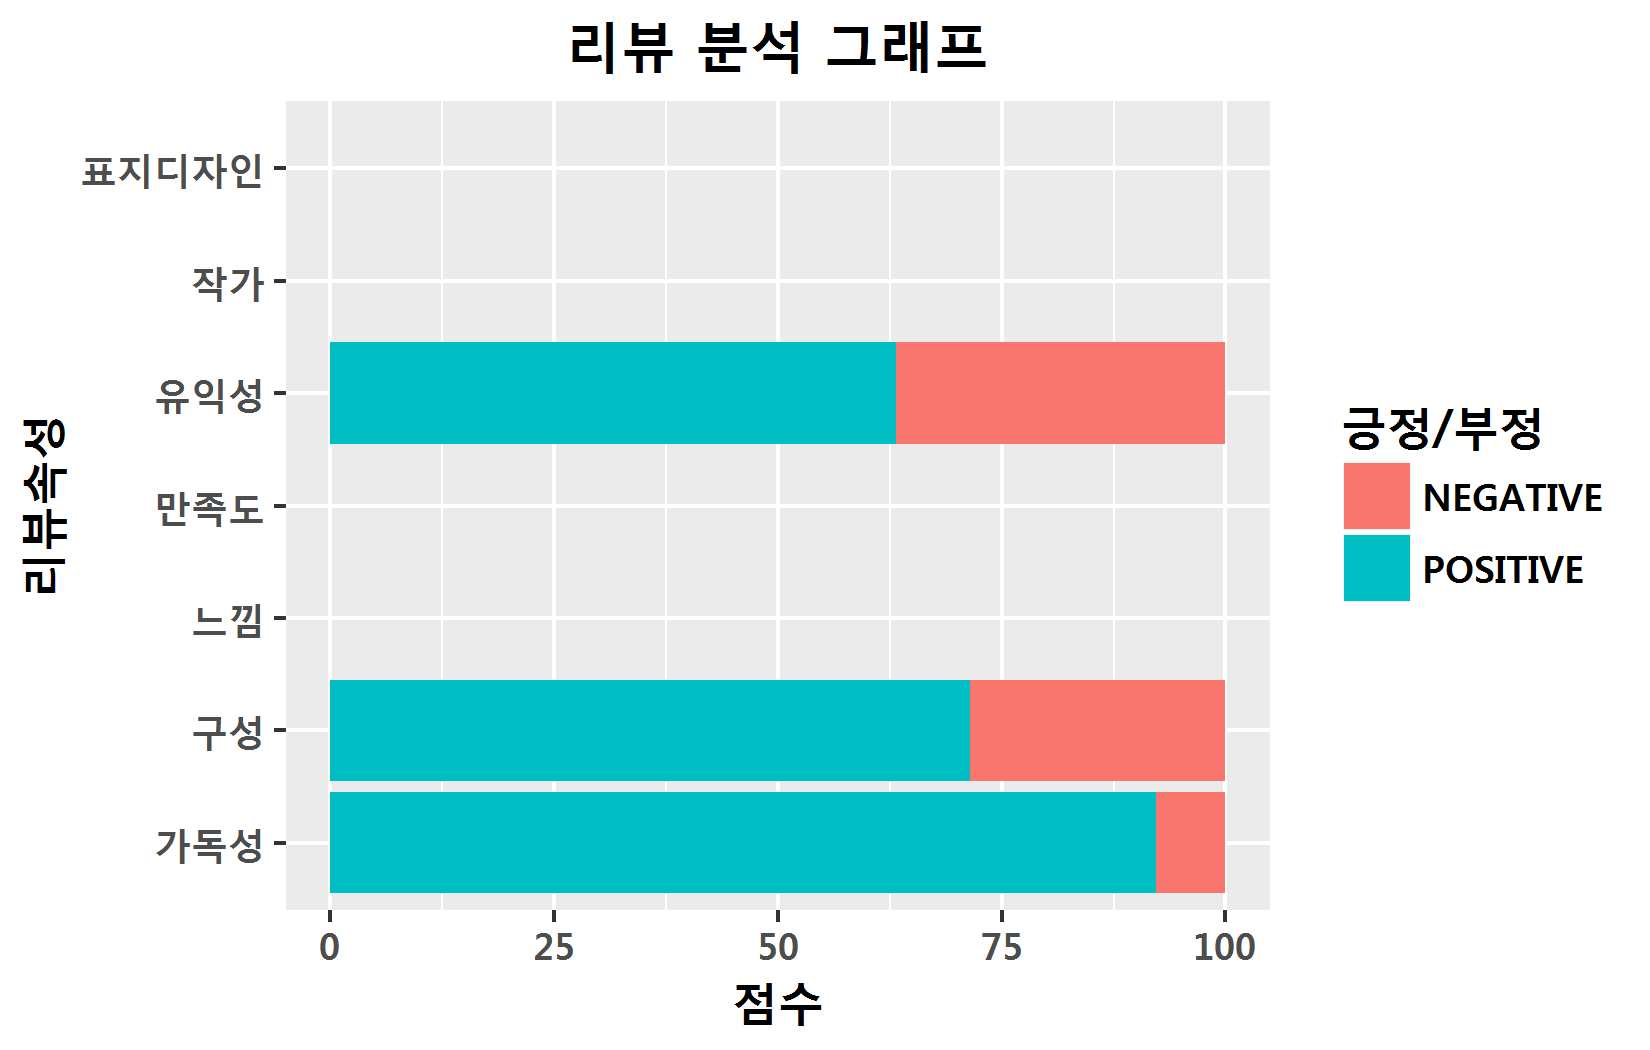 리뷰 분석 그래프
표지디자인
작가
유익성
만족도
느낌
구성
가독성
리뷰속성
0 25 50 75 100
점수
긍정/부정
NEGATIVE
POSITIVE